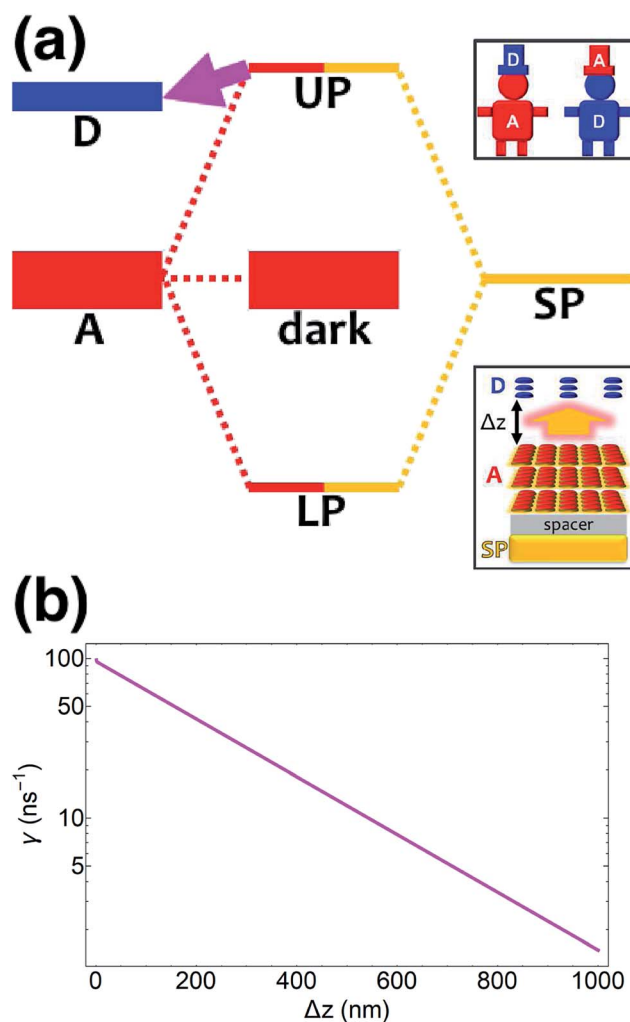 (a)
D
UP
A
dark
SP
LP
D
A
A
D
D
Δz
A
spacer
SP
(b)
γ (ns⁻¹)
100
50
10
5
0
200
400
600
800
1000
Δz (nm)